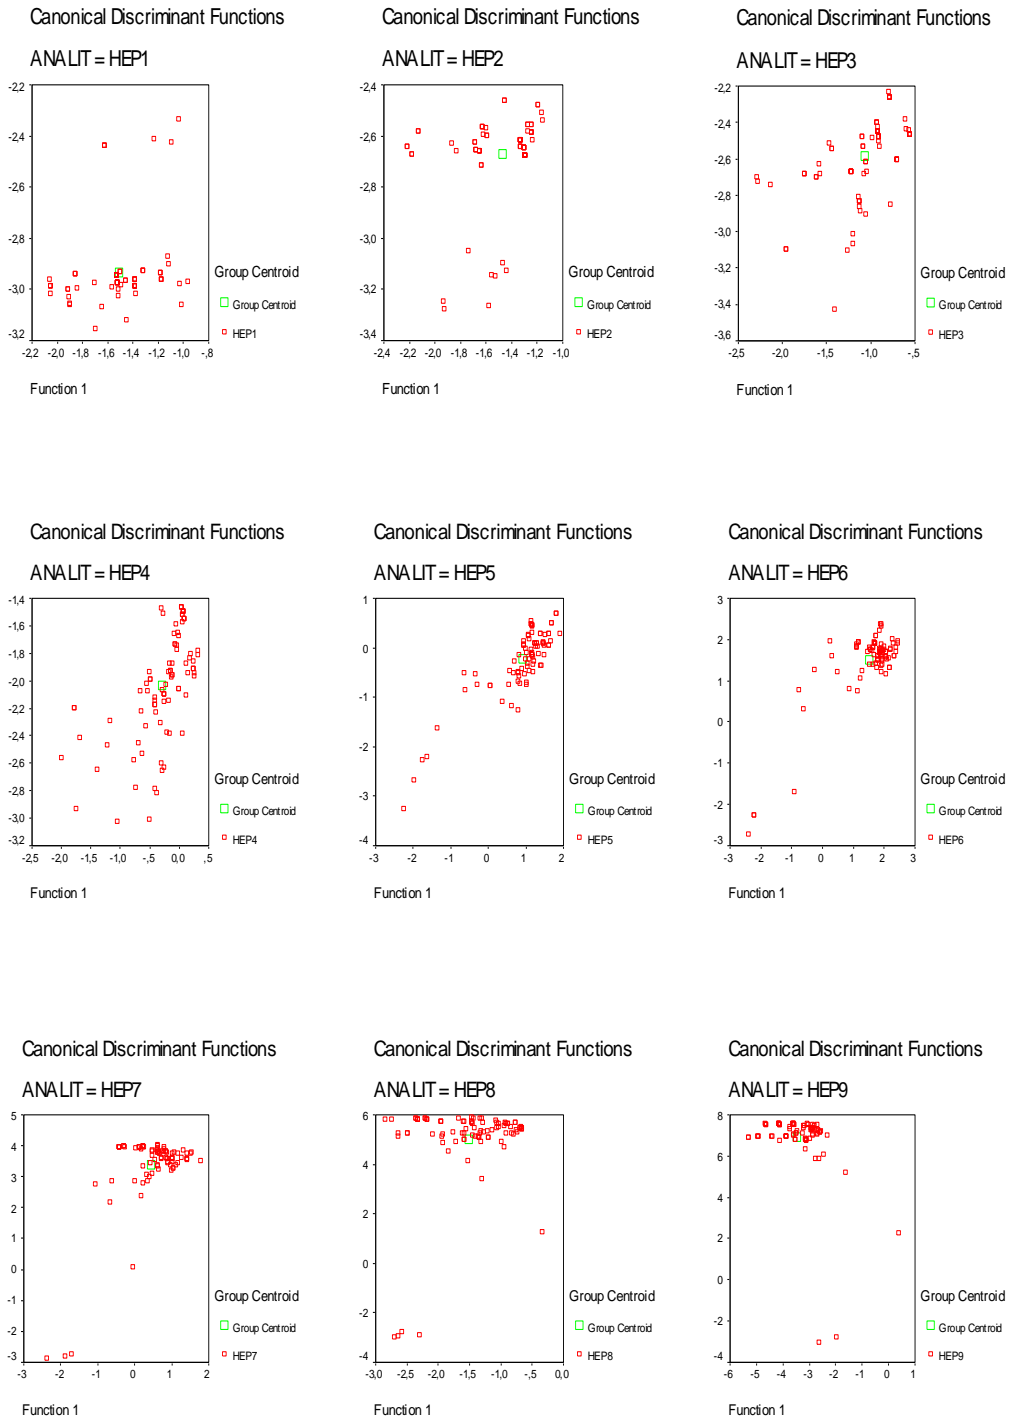 Canonical Discriminant Functions
ANALIT = HEP1
-2,2
-2,4
-2,6
-2,8
-3,0
-3,2
-2,2 -2,0 -1,8 -1,6 -1,4 -1,2 -1,0 -,8
Function 1
Group Centroid
Group Centroid
HEP1
Canonical Discriminant Functions
ANALIT = HEP2
-2,4
-2,6
-2,8
-3,0
-3,2
-3,4
-2,4 -2,2 -2,0 -1,8 -1,6 -1,4 -1,2 -1,0
Function 1
Group Centroid
Group Centroid
HEP2
Canonical Discriminant Functions
ANALIT = HEP3
-2,2
-2,4
-2,6
-2,8
-3,0
-3,2
-3,4
-3,6
-2,5 -2,0 -1,5 -1,0 -,5
Function 1
Group Centroid
Group Centroid
HEP3
Canonical Discriminant Functions
ANALIT = HEP4
-1,4
-1,6
-1,8
-2,0
-2,2
-2,4
-2,6
-2,8
-3,0
-3,2
-2,5 -2,0 -1,5 -1,0 -,5 0,0 ,5
Function 1
Group Centroid
Group Centroid
HEP4
Canonical Discriminant Functions
ANALIT = HEP5
1
0
-1
-2
-3
-4
-3 -2 -1 0 1 2
Function 1
Group Centroid
Group Centroid
HEP5
Canonical Discriminant Functions
ANALIT = HEP6
3
2
1
0
-1
-2
-3
-3 -2 -1 0 1 2 3
Function 1
Group Centroid
Group Centroid
HEP6
Canonical Discriminant Functions
ANALIT = HEP7
5
4
3
2
1
0
-1
-2
-3
-3 -2 -1 0 1 2
Function 1
Group Centroid
Group Centroid
HEP7
Canonical Discriminant Functions
ANALIT = HEP8
6
4
2
0
-2
-4
-3,0 -2,5 -2,0 -1,5 -1,0 -,5 0,0
Function 1
Group Centroid
Group Centroid
HEP8
Canonical Discriminant Functions
ANALIT = HEP9
8
6
4
2
0
-2
-4
-6 -5 -4 -3 -2 -1 0 1
Function 1
Group Centroid
Group Centroid
HEP9